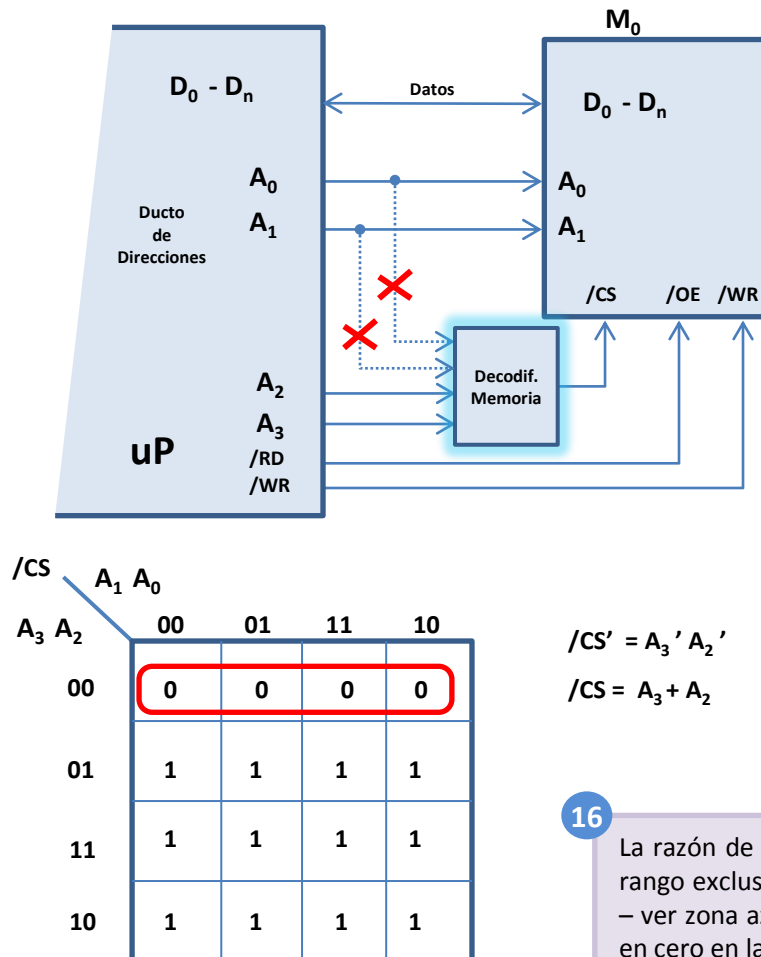 M0
D0 - Dn
Datos
D0 - Dn
A0
A0
Ducto
de
Direcciones
A1
A1
/CS /OE /WR
Decodif.
Memoria
A2
A3
uP
/RD
/WR
/CS
A1 A0
A3 A2
00 01 11 10
00 0 0 0 0
01 1 1 1 1
11 1 1 1 1
10 1 1 1 1
/CS’ = A3 ’ A2 ’
/CS = A3 + A2
16
La razón de
rango exclus
– ver zona a
en cero en la